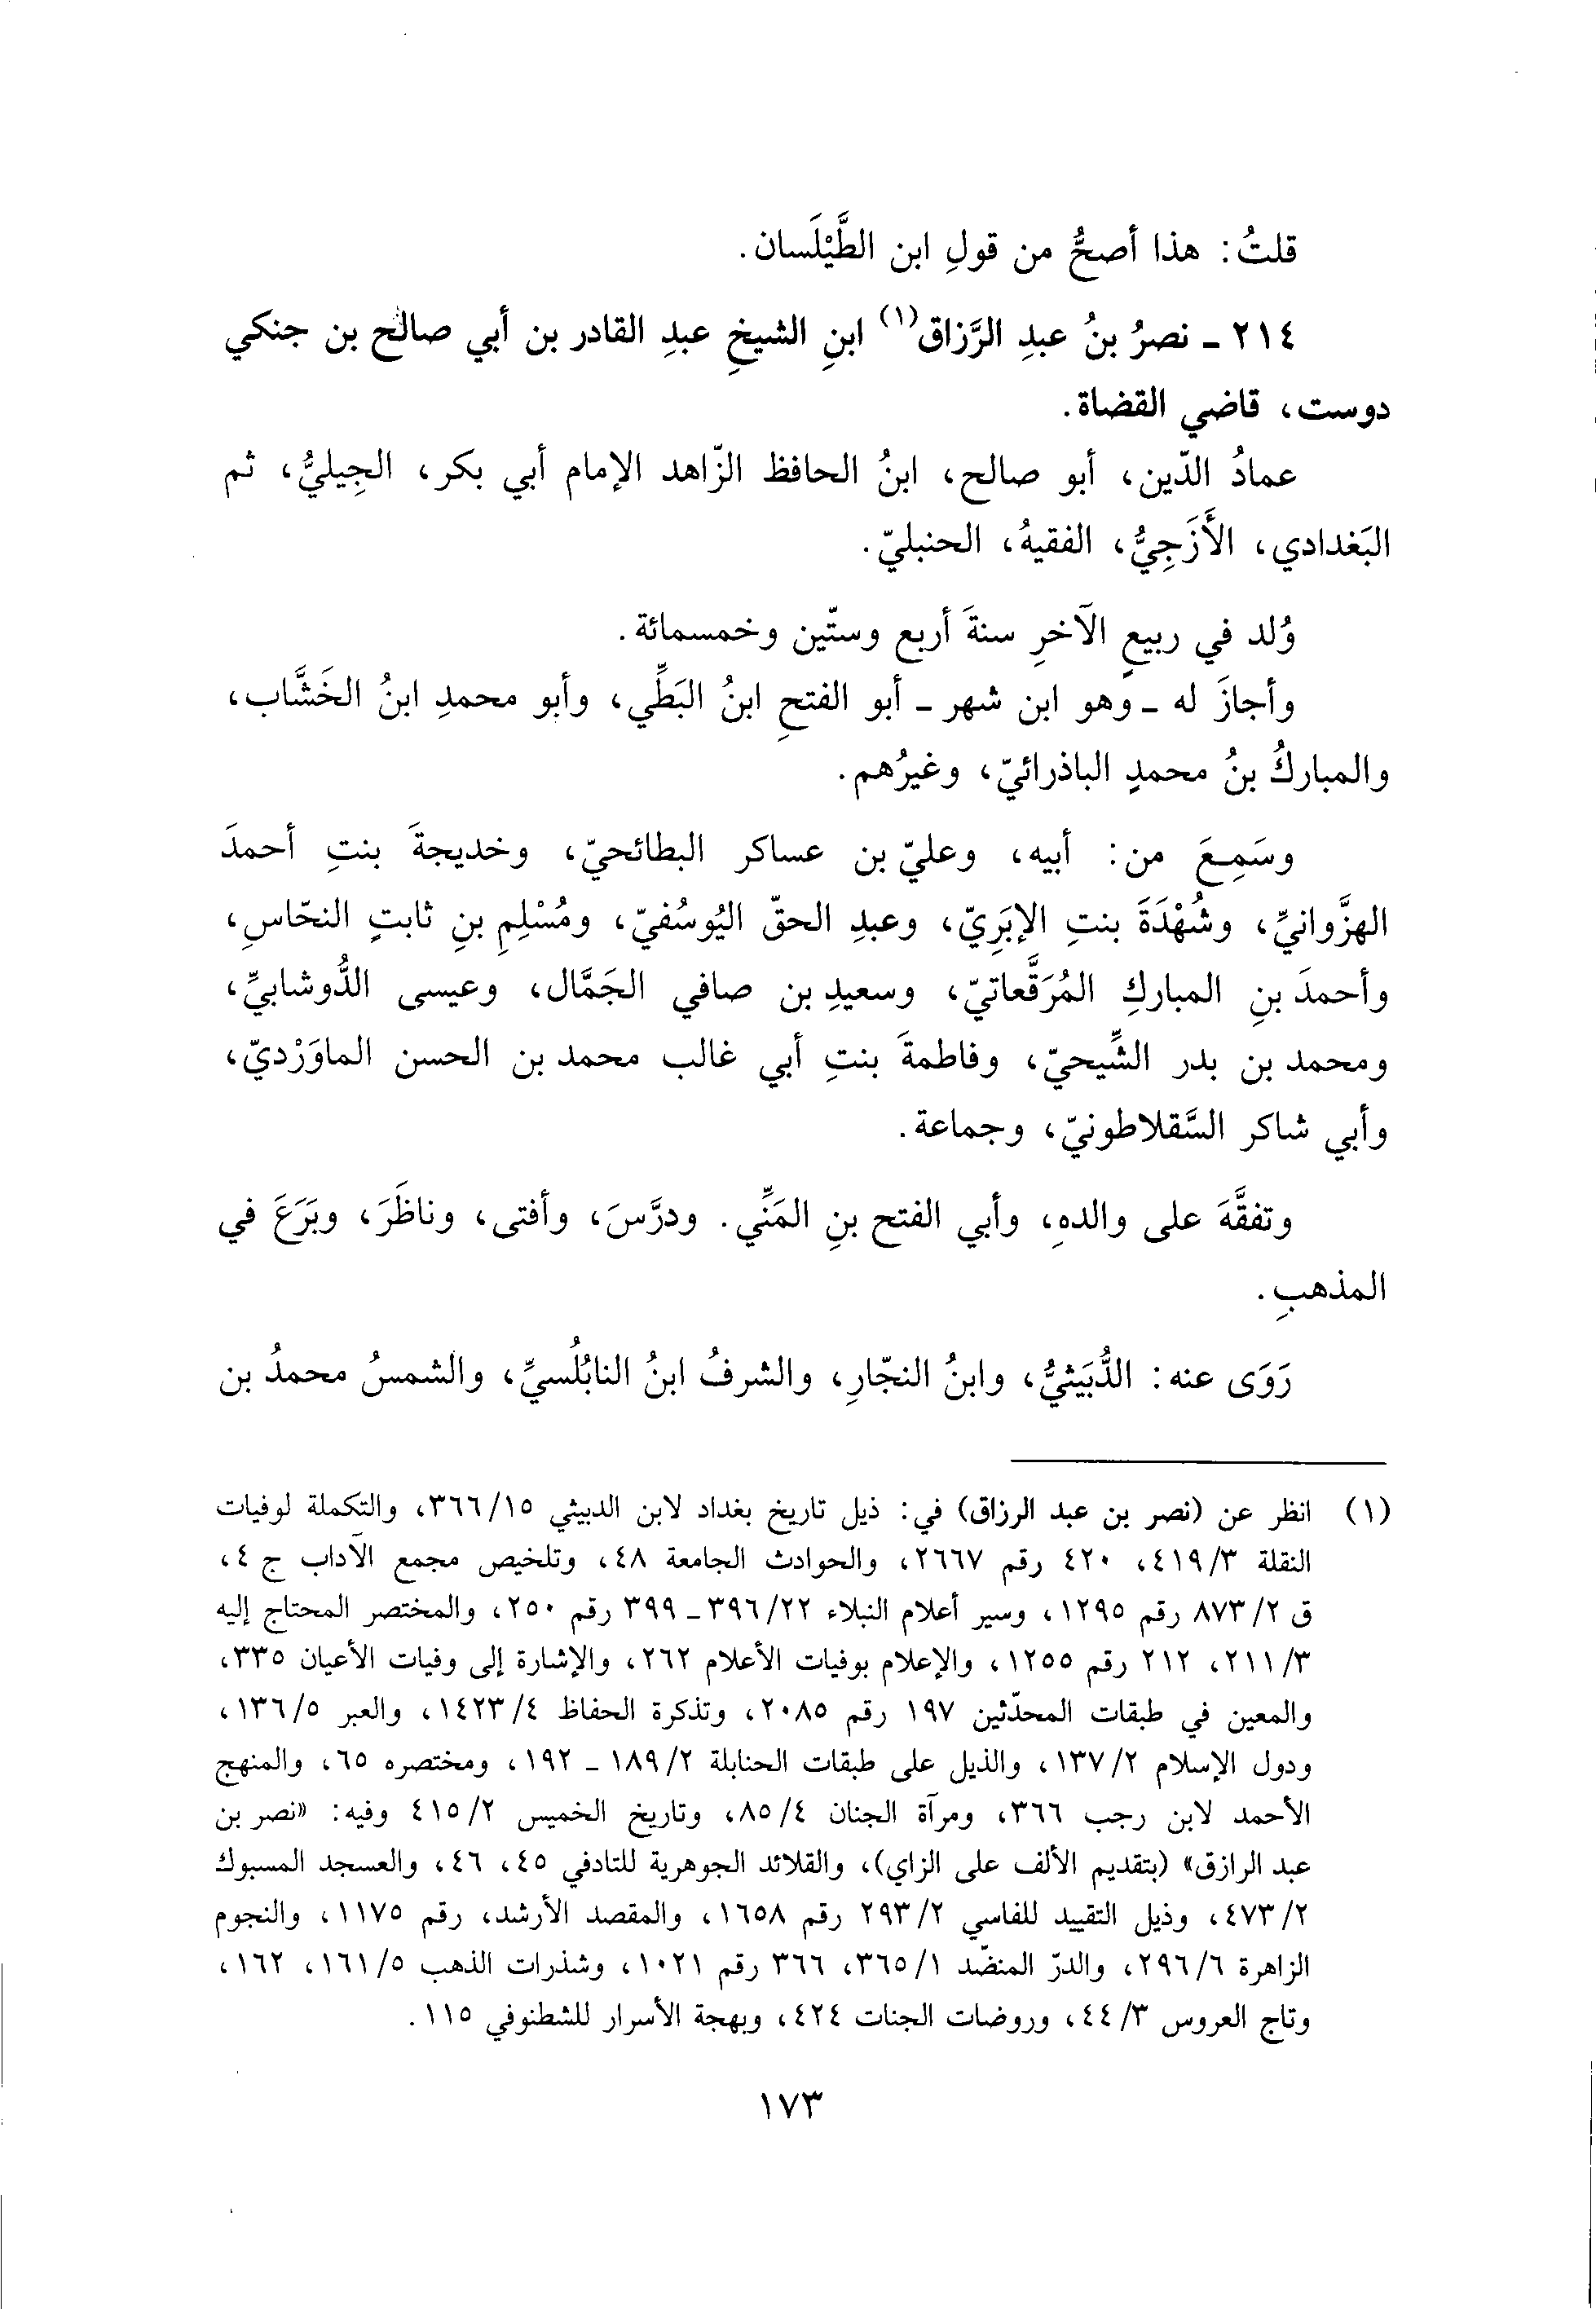 قلتُ: هذا أصحُّ من قولِ ابن الطَّيْلَسان.
٢١٤ ـ نصرُ بنُ عبدِ الرَّزاق(١) ابنِ الشيخِ عبدِ القادر بن أبي صالح بن جنكي
دوست، قاضي القضاة.
عمادُ الدّين، أبو صالح، ابنُ الحافظ الزّاهد الإمام أبي بكر، الجِيليُّ، ثم
البَغدادي، الأَزَجِيُّ، الفقيهُ، الحنبليّ.
وُلد في ربيعٍ الآخرِ سنةَ أربع وستّين وخمسمائة.
وأجازَ له ـ وهو ابن شهر ـ أبو الفتحِ ابنُ البَطِّي، وأبو محمدِ ابنُ الخَشَّاب،
والمباركُ بنُ محمدٍ الباذرائيّ، وغيرُهم.
وسَمِعَ من: أبيه، وعليّ بن عساكر البطائحيّ، وخديجةَ بنتِ أحمدَ
الهزَّوانيِّ، وشُهْدَةَ بنتِ الإبَرِيّ، وعبدِ الحقّ اليُوسُفيّ، ومُسْلِمِ بنِ ثابتٍ النحّاسِ،
وأحمدَ بنِ المباركِ المُرَقَّعاتيّ، وسعيدِ بن صافي الجَمَّال، وعيسى الدُّوشابيِّ،
ومحمد بن بدر الشِّيحيّ، وفاطمةَ بنتِ أبي غالب محمد بن الحسن الماوَرْديّ،
وأبي شاكر السَّقلاطونيّ، وجماعة.
وتفقَّهَ على والدهِ، وأبي الفتح بنِ المَنِّي. ودرَّسَ، وأفتى، وناظَرَ، وبَرَعَ في
المذهبِ.
رَوَى عنه: الدُّبَيثيُّ، وابنُ النجّارِ، والشرفُ ابنُ النابُلُسيِّ، والشمسُ محمدُ بن
(١) انظر عن (نصر بن عبد الرزاق) في: ذيل تاريخ بغداد لابن الدبيثي ١٥/ ٣٦٦، والتكملة لوفيات
النقلة ٣/ ٤١٩، ٤٢٠ رقم ٢٦٦٧، والحوادث الجامعة ٤٨، وتلخيص مجمع الآداب ج ٤،
ق ٢/ ٨٧٣ رقم ١٢٩٥، وسير أعلام النبلاء ٢٢/ ٣٩٦ ـ ٣٩٩ رقم ٢٥٠، والمختصر المحتاج إليه
٣/ ٢١١، ٢١٢ رقم ١٢٥٥، والإعلام بوفيات الأعلام ٢٦٢، والإشارة إلى وفيات الأعيان ٣٣٥،
والمعين في طبقات المحدّثين ١٩٧ رقم ٢٠٨٥، وتذكرة الحفاظ ٤/ ١٤٢٣، والعبر ٥/ ١٣٦،
ودول الإسلام ٢/ ١٣٧، والذيل على طبقات الحنابلة ٢/ ١٨٩ ـ ١٩٢، ومختصره ٦٥، والمنهج
الأحمد لابن رجب ٣٦٦، ومرآة الجنان ٤/ ٨٥، وتاريخ الخميس ٢/ ٤١٥ وفيه: «نصر بن
عبد الرازق» (بتقديم الألف على الزاي)، والقلائد الجوهرية للتادفي ٤٥، ٤٦، والعسجد المسبوك
٢/ ٤٧٣، وذيل التقييد للفاسي ٢/ ٢٩٣ رقم ١٦٥٨، والمقصد الأرشد، رقم ١١٧٥، والنجوم
الزاهرة ٦/ ٢٩٦، والدرّ المنضّد ١/ ٣٦٥، ٣٦٦ رقم ١٠٢١، وشذرات الذهب ٥/ ١٦١، ١٦٢،
وتاج العروس ٣/ ٤٤، وروضات الجنات ٤٢٤، وبهجة الأسرار للشطنوفي ١١٥.
١٧٣